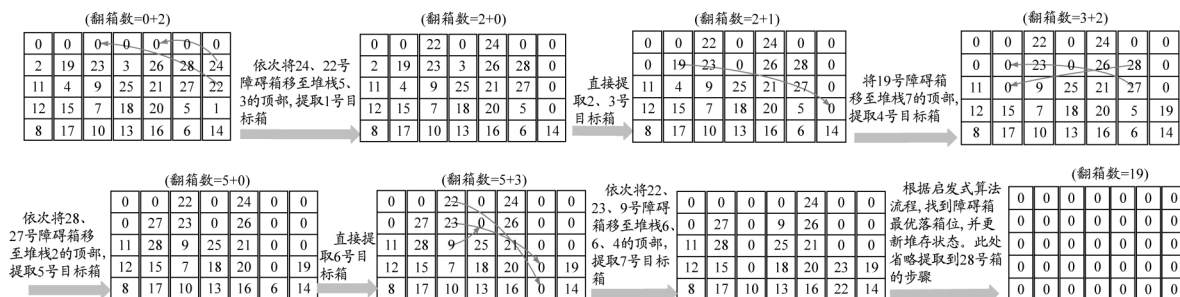 (翻箱数=0+2)
0 0 0 0 0 0 0
2 19 23 3 26 28 24
11 4 9 25 21 27 22
12 15 7 18 20 5 1
8 17 10 13 16 6 14
依次将24、22号
障碍箱移至堆栈5、
3的顶部,提取1号目
标箱
(翻箱数=2+0)
0 0 22 0 24 0 0
2 19 23 3 26 28 0
11 4 9 25 21 27 0
12 15 7 18 20 5 0
8 17 10 13 16 6 14
直接提
取2、3号
目标箱
(翻箱数=2+1)
0 0 22 0 24 0 0
0 19 23 0 26 28 0
11 4 9 25 21 27 0
12 15 7 18 20 5 0
8 17 10 13 16 6 14
将19号障碍箱
移至堆栈7的顶部,
提取4号目标箱
(翻箱数=3+2)
0 0 22 0 24 0 0
0 0 23 0 26 28 0
11 0 9 25 21 27 0
12 15 7 18 20 5 19
8 17 10 13 16 6 14
依次将28、
27号障碍箱移
至堆栈2的顶部,
提取5号目标箱
(翻箱数=5+0)
0 0 22 0 24 0 0
0 27 23 0 26 0 0
11 28 9 25 21 0 0
12 15 7 18 20 0 19
8 17 10 13 16 6 14
直接提
取6号目
标箱
(翻箱数=5+3)
0 0 22 0 24 0 0
0 27 23 0 26 0 0
11 28 9 25 21 0 0
12 15 7 18 20 0 19
8 17 10 13 16 0 14
依次将22、
23、9号障碍
箱移至堆栈6、
6、4的顶部,
提取7号目标
箱
0 0 0 0 24 0 0
0 27 0 9 26 0 0
11 28 0 25 21 0 0
12 15 0 18 20 23 19
8 17 10 13 16 22 14
根据启发式算法
流程,找到障碍箱
最优落箱位,并更
新堆存状态。此处
省略提取到28号箱
的步骤
(翻箱数=19)
0 0 0 0 0 0 0
0 0 0 0 0 0 0
0 0 0 0 0 0 0
0 0 0 0 0 0 0
0 0 0 0 0 0 0